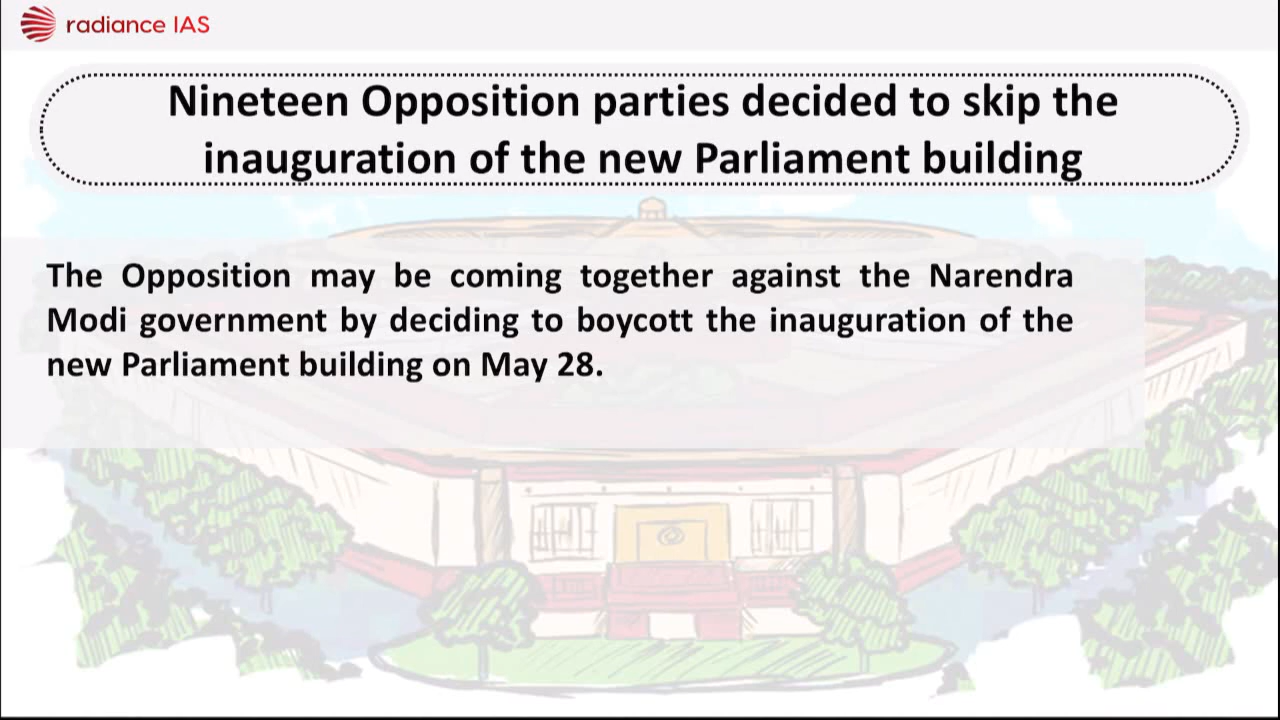 radiance IAS
Nineteen Opposition parties decided to skip the
inauguration of the new Parliament building
The Opposition may be coming together against the Narendra
Modi government by deciding to boycott the inauguration of the
new Parliament building on May 28.